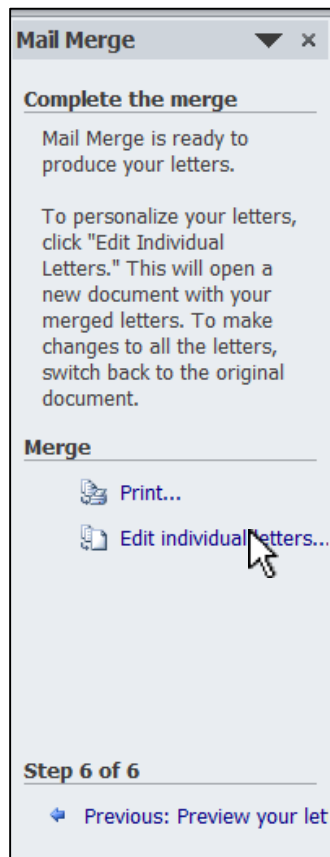 Mail Merge
Complete the merge
Mail Merge is ready to
produce your letters.
To personalize your letters,
click "Edit Individual
Letters." This will open a
new document with your
merged letters. To make
changes to all the letters,
switch back to the original
document.
Merge
Print...
Edit individual letters...
Step 6 of 6
Previous: Preview your let